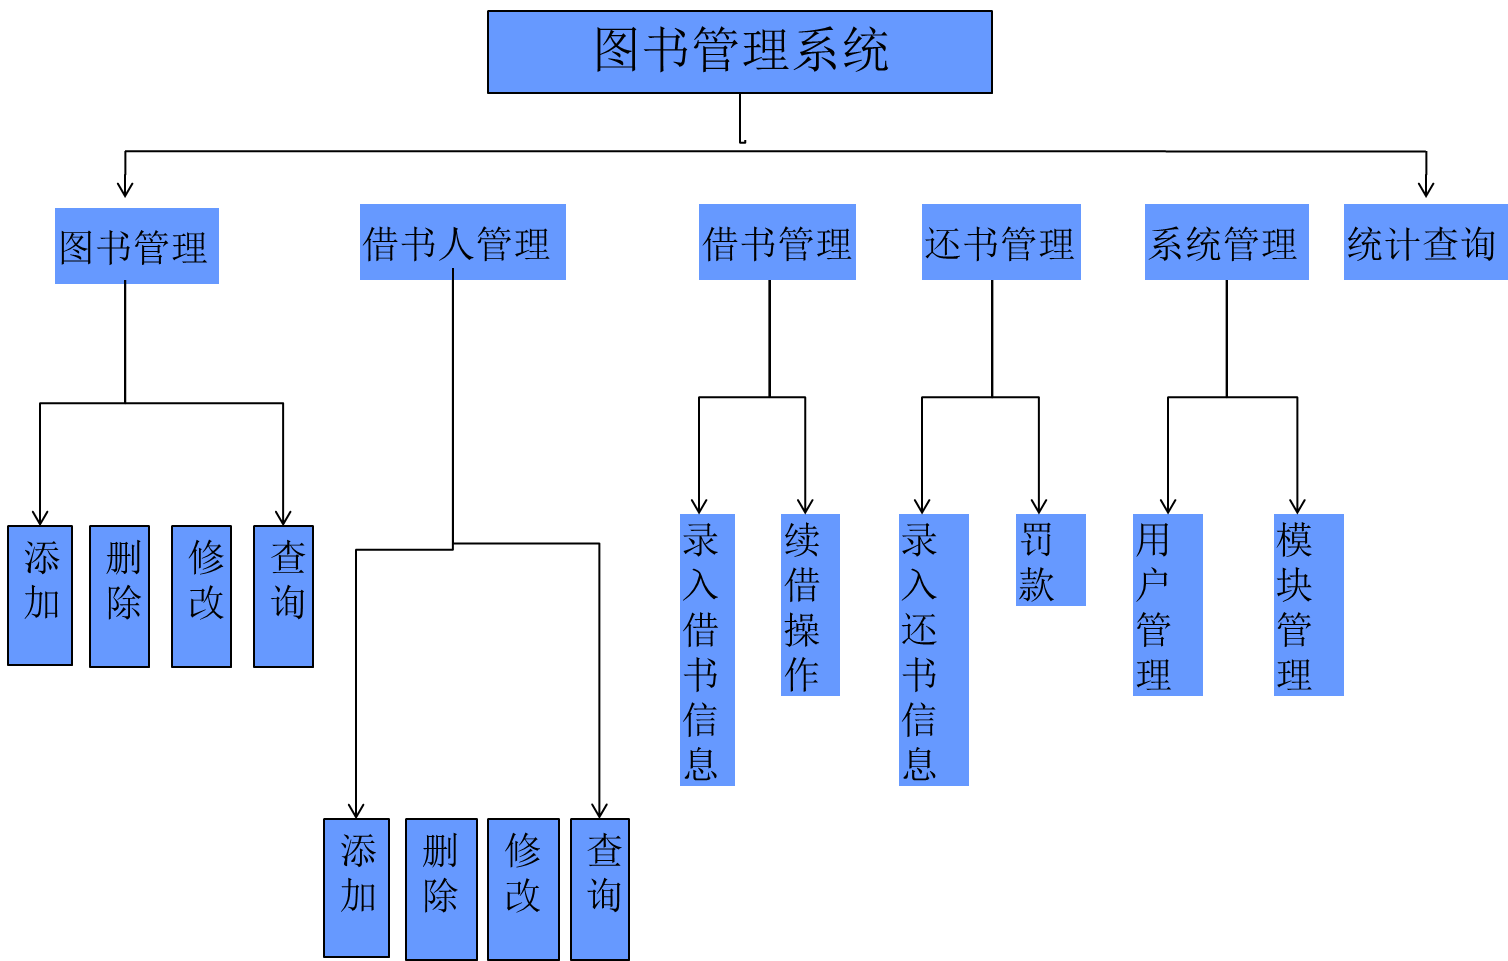 图书管理系统
图书管理
借书人管理
借书管理
还书管理
系统管理
统计查询
添加
删除
修改
查询
录入借书信息
续借操作
录入还书信息
罚款
用户管理
模块管理
添加
删除
修改
查询